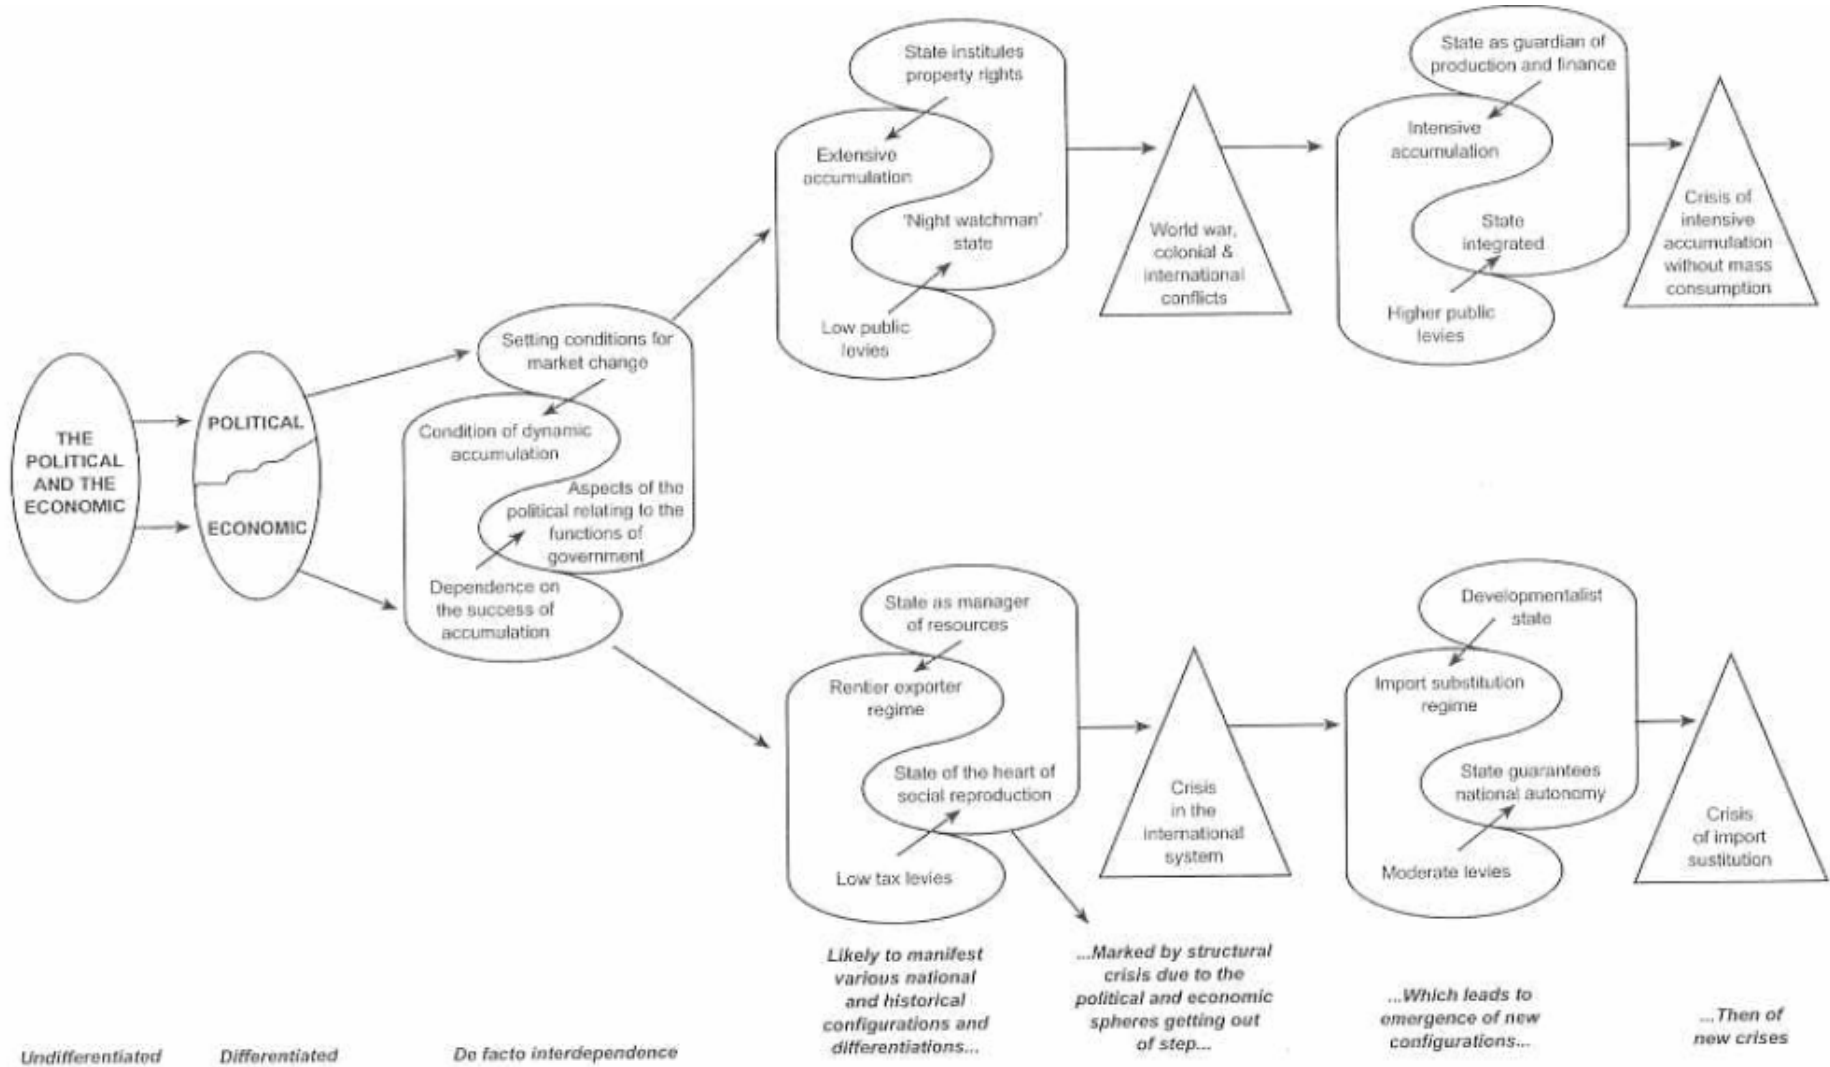 THE
POLITICAL
AND THE
ECONOMIC
POLITICAL
ECONOMIC
Setting conditions for
market change
Condition of dynamic
accumulation
Aspects of the
political relating to the
functions of
government
Dependence on
the success of
accumulation
State institules
property rights
Extensive
accumulation
'Night watchman'
state
Low public
levies
World war,
colonial &
international
conflicts
State as guardian of
production and finance
Intensive
accumulation
State
integrated
Higher public
levies
Crisis of
intensive
accumulation
without mass
consumption
State as manager
of resources
Rentier exporter
regime
State of the heart of
social reproduction
Low tax levies
Crisis
in the
international
system
Developmentalist
state
Import substitution
regime
State guarantees
national autonomy
Moderate levies
Crisis
of import
sustitution
Undifferentiated
Differentiated
De facto interdependence
Likely to manifest
various national
and historical
configurations and
differentiations...
...Marked by structural
crisis due to the
political and economic
spheres getting out
of step...
...Which leads to
emergence of new
configurations...
...Then of
new crises